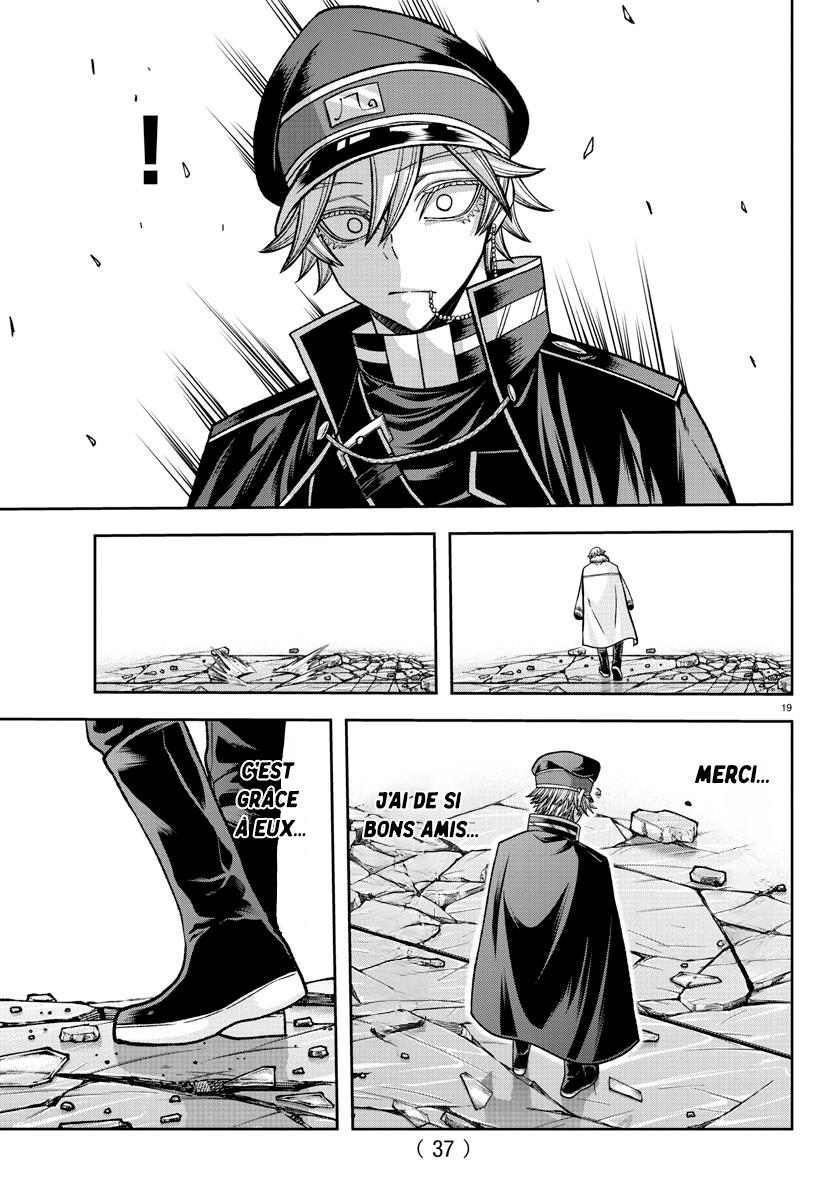 !
19
MERCI...
J'AI DE SI
BONS AMIS...
C'EST
GRÂCE
À EUX...
( 37 )